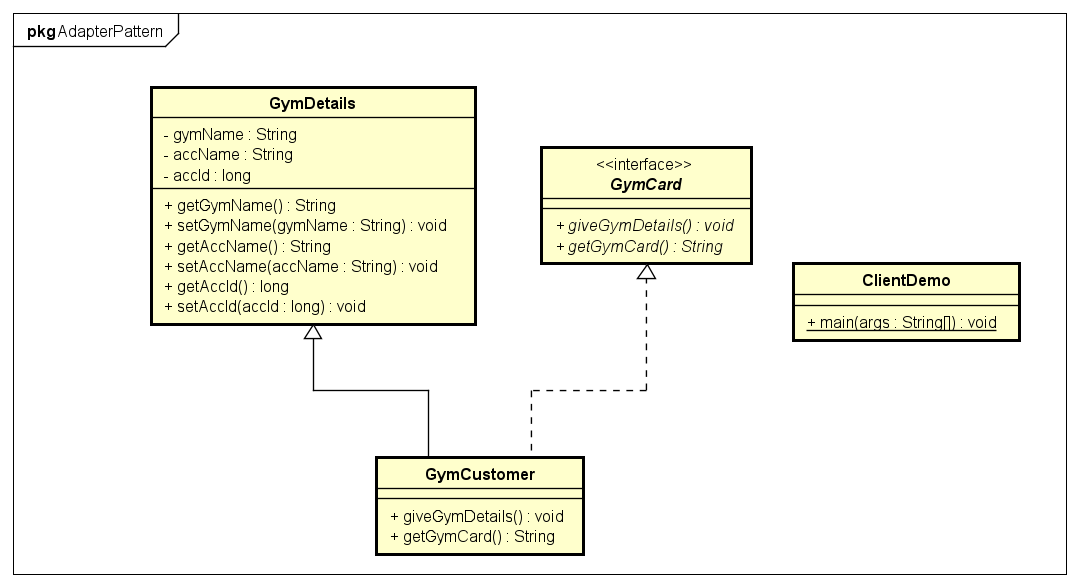 pkg AdapterPattern
GymDetails
- gymName : String
- accName : String
- accId : long
+ getGymName() : String
+ setGymName(gymName : String) : void
+ getAccName() : String
+ setAccName(accName : String) : void
+ getAccId() : long
+ setAccId(accId : long) : void
<<interface>>
GymCard
+ giveGymDetails() : void
+ getGymCard() : String
ClientDemo
+ main(args : String[]) : void
GymCustomer
+ giveGymDetails() : void
+ getGymCard() : String